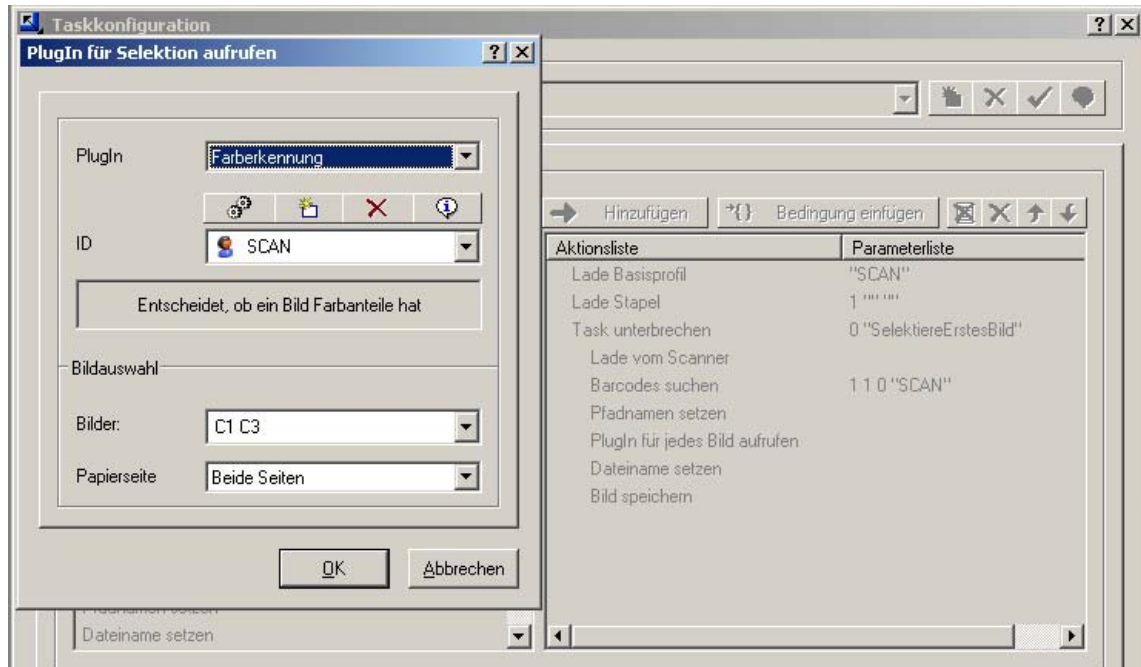 Taskkonfiguration
PlugIn für Selektion aufrufen
PlugIn
Farberkennung
ID
SCAN
Entscheidet, ob ein Bild Farbanteile hat
Bildauswahl
Bilder:
C1 C3
Papierseite
Beide Seiten
OK
Abbrechen
Hinzufügen
Bedingung einfügen
Aktionsliste Parameterliste
Lade Basisprofil "SCAN"
Lade Stapel 1 "" ""
Task unterbrechen 0 "SelektiereErstesBild"
Lade vom Scanner
Barcodes suchen 1 1 0 "SCAN"
Pfadnamen setzen
PlugIn für jedes Bild aufrufen
Dateiname setzen
Bild speichern
Pfadnamen setzen
Dateiname setzen